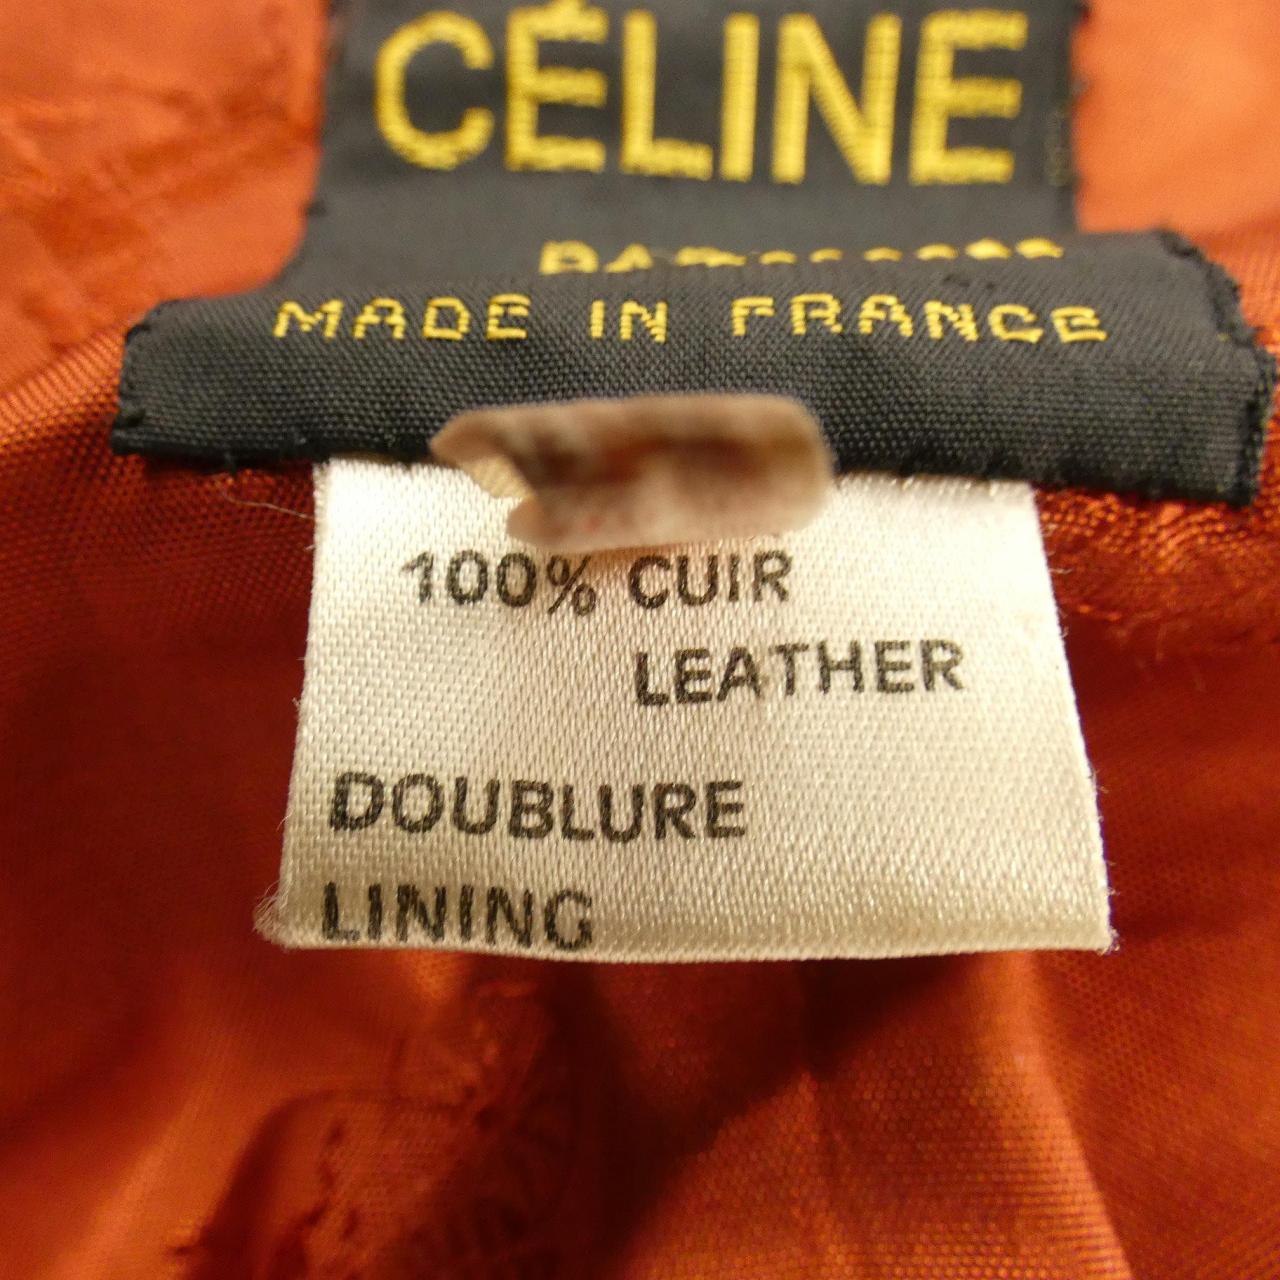 CÉLINE
MADE IN FRANCE
100% CUIR
LEATHER
DOUBLURE
LINING